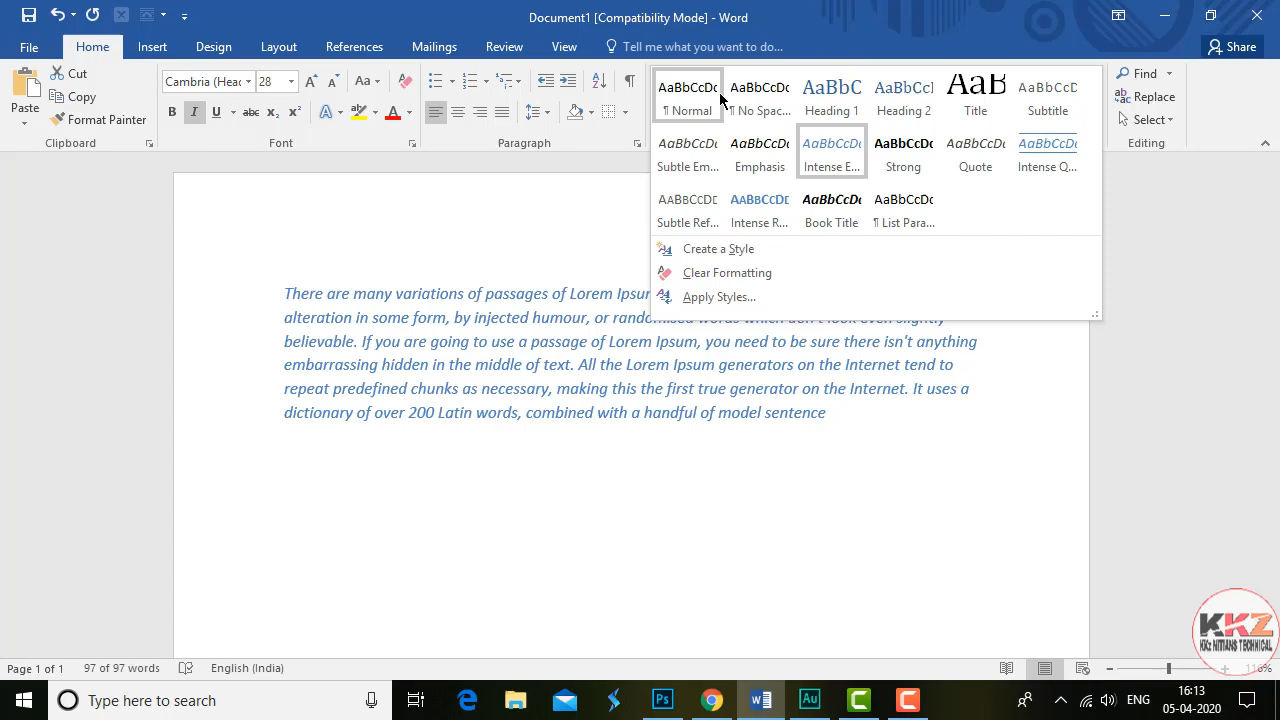 Document1 [Compatibility Mode] - Word
File Home Insert Design Layout References Mailings Review View Tell me what you want to do... Share
Paste
Cut
Copy
Format Painter
Clipboard
Cambria (Hea 28 Aa
B I U A ab A
Font
Paragraph
AaBbCcDc AaBbCcDc AaBbC AaBbCcI AaB AaBbCcD
¶ Normal ¶ No Spac... Heading 1 Heading 2 Title Subtitle
AaBbCcDc AaBbCcDc AaBbCcDc AaBbCcDc AaBbCcDc AaBbCcDc
Subtle Em... Emphasis Intense E... Strong Quote Intense Q...
AaBbCcDd AaBbCcDd AaBbCcDc AaBbCcDc
Subtle Ref... Intense R... Book Title ¶ List Para...
Create a Style
Clear Formatting
Apply Styles...
Find
Replace
Select
Editing
There are many variations of passages of Lorem Ipsum
alteration in some form, by injected humour, or randomised words which don't look even slightly
believable. If you are going to use a passage of Lorem Ipsum, you need to be sure there isn't anything
embarrassing hidden in the middle of text. All the Lorem Ipsum generators on the Internet tend to
repeat predefined chunks as necessary, making this the first true generator on the Internet. It uses a
dictionary of over 200 Latin words, combined with a handful of model sentence
KKZ
KKZ NITIANS TECHNICAL
Page 1 of 1 97 of 97 words English (India) 116%
Type here to search
ENG
16:13
05-04-2020